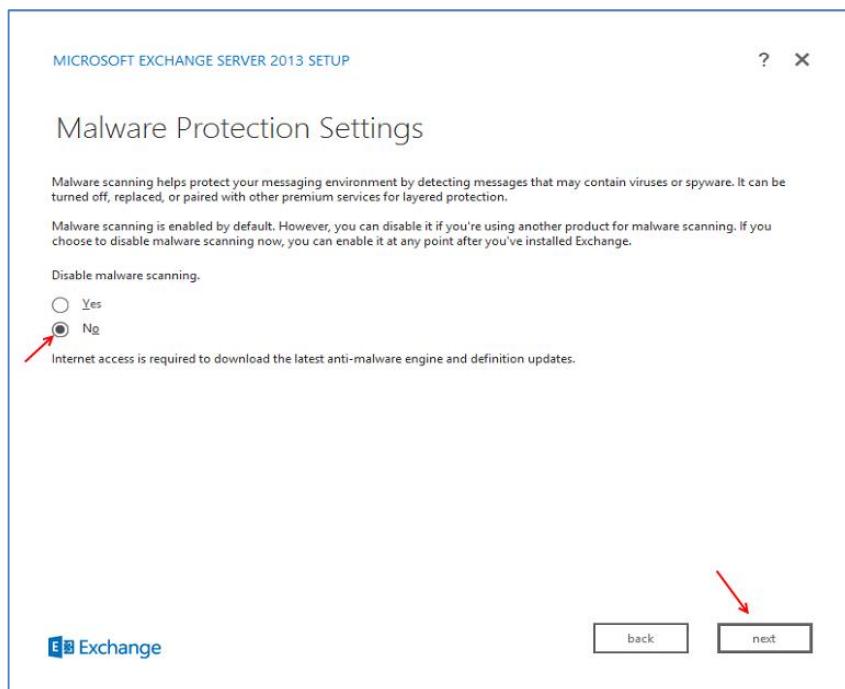 MICROSOFT EXCHANGE SERVER 2013 SETUP
?
Malware Protection Settings
Malware scanning helps protect your messaging environment by detecting messages that may contain viruses or spyware. It can be
turned off, replaced, or paired with other premium services for layered protection.
Malware scanning is enabled by default. However, you can disable it if you're using another product for malware scanning. If you
choose to disable malware scanning now, you can enable it at any point after you've installed Exchange.
Disable malware scanning.
Yes
No
Internet access is required to download the latest anti-malware engine and definition updates.
E Exchange
back
next